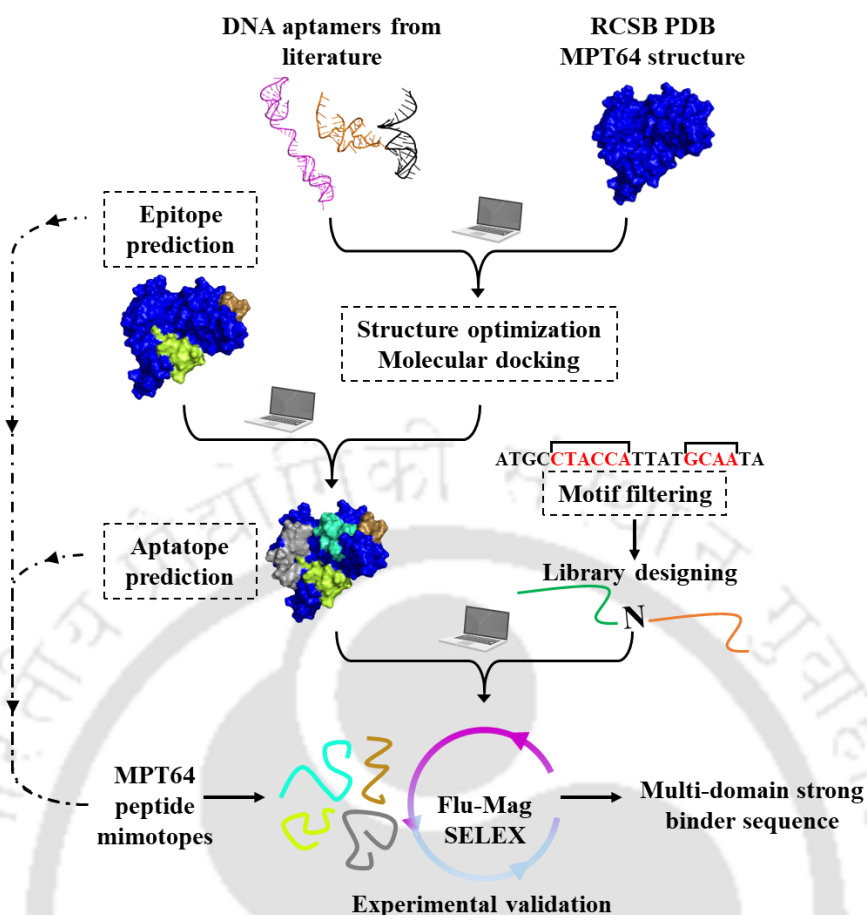 DNA aptamers from
literature
RCSB PDB
MPT64 structure
Epitope
prediction
Structure optimization
Molecular docking
ATGCCTACCATTATGCAATA
Motif filtering
Aptatope
prediction
Library designing
N
MPT64
peptide
mimotopes
Flu-Mag
SELEX
Multi-domain strong
binder sequence
Experimental validation